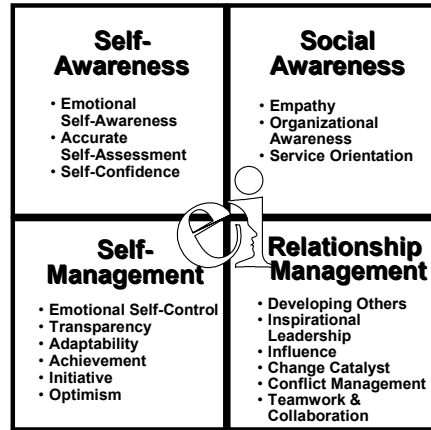 Self-
Awareness
• Emotional
Self-Awareness
• Accurate
Self-Assessment
• Self-Confidence
Social
Awareness
• Empathy
• Organizational
Awareness
• Service Orientation
ei
Self-
Management
• Emotional Self-Control
• Transparency
• Adaptability
• Achievement
• Initiative
• Optimism
Relationship
Management
• Developing Others
• Inspirational
Leadership
• Influence
• Change Catalyst
• Conflict Management
• Teamwork &
Collaboration